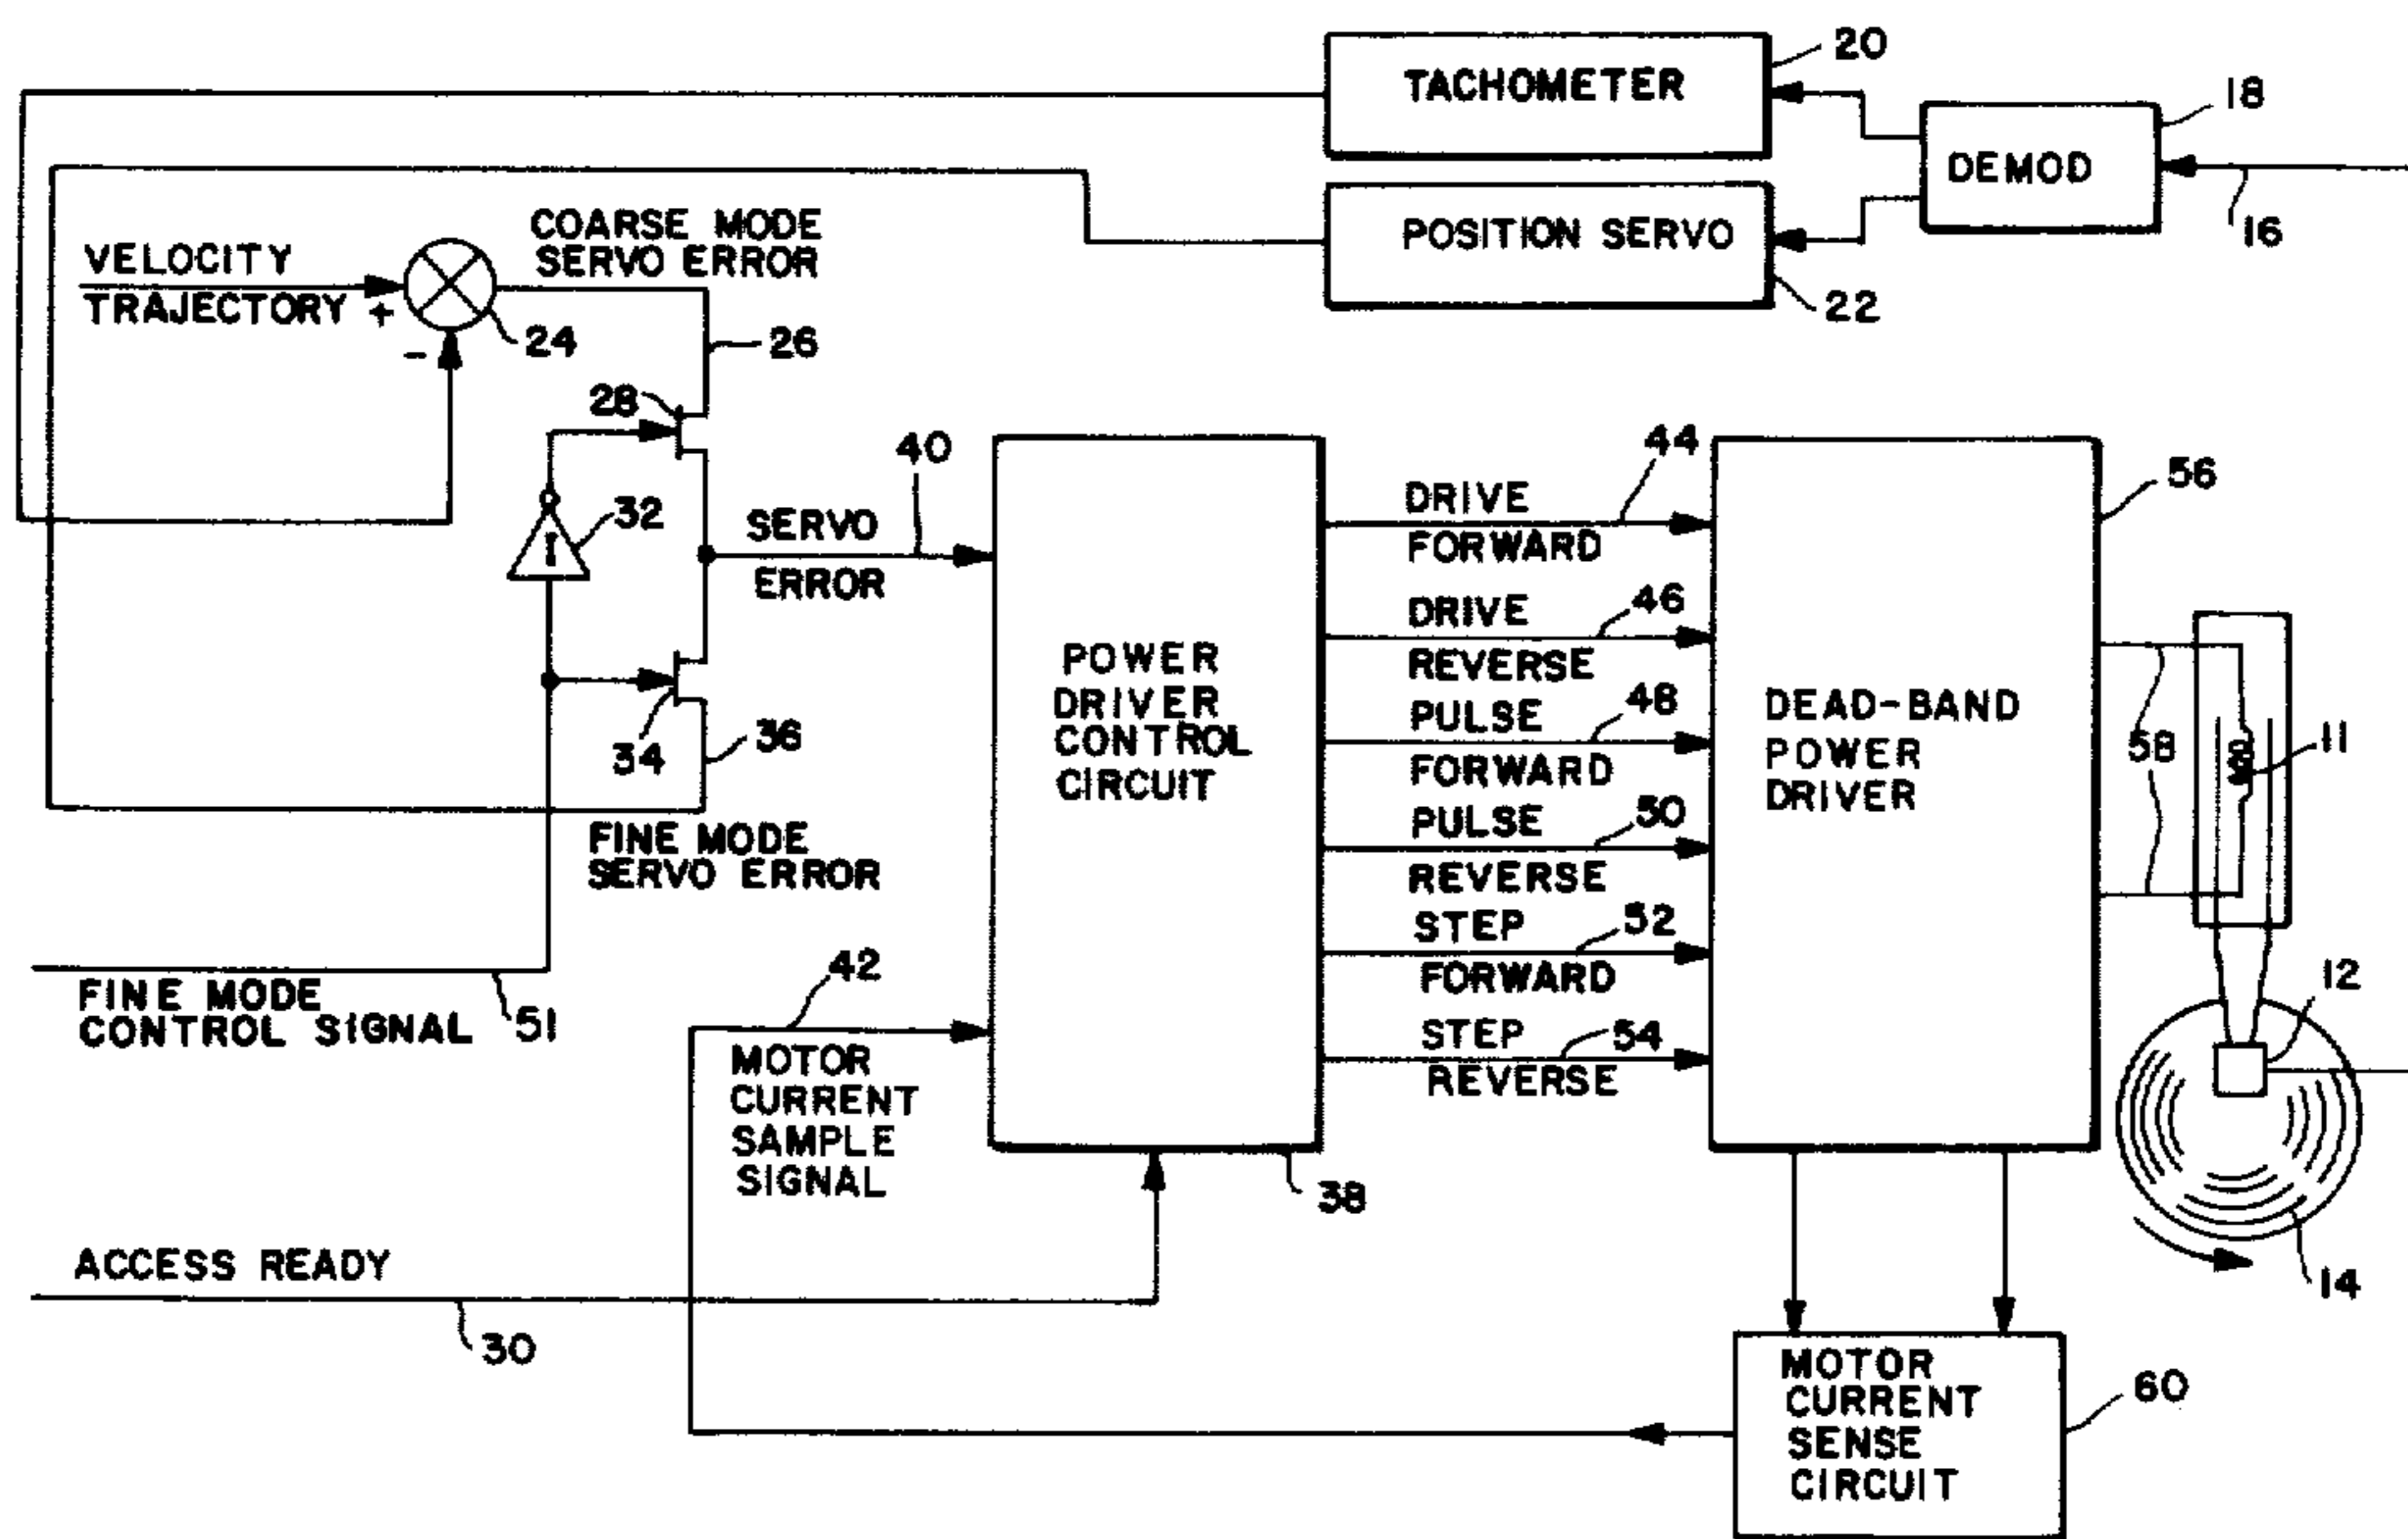 TACHOMETER
20
18
DEMOD
16
POSITION SERVO
22
COARSE MODE
SERVO ERROR
VELOCITY
TRAJECTORY
+
-
24
26
28
32
40
SERVO
ERROR
34
36
FINE MODE
SERVO ERROR
FINE MODE
CONTROL SIGNAL
51
42
MOTOR
CURRENT
SAMPLE
SIGNAL
ACCESS READY
30
POWER
DRIVER
CONTROL
CIRCUIT
38
DRIVE
FORWARD
44
DRIVE
REVERSE
46
PULSE
FORWARD
48
PULSE
REVERSE
50
STEP
FORWARD
52
STEP
REVERSE
54
DEAD-BAND
POWER
DRIVER
56
58
11
12
14
MOTOR
CURRENT
SENSE
CIRCUIT
60